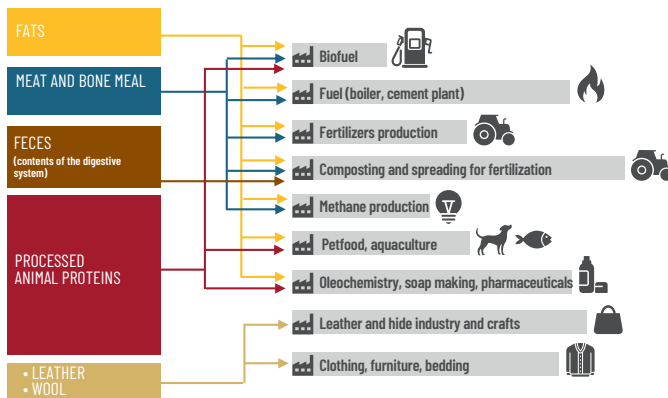 FATS
MEAT AND BONE MEAL
FECES
(contents of the digestive
system)
PROCESSED
ANIMAL PROTEINS
• LEATHER
• WOOL
Biofuel
Fuel (boiler, cement plant)
Fertilizers production
Composting and spreading for fertilization
Methane production
Petfood, aquaculture
Oleochemistry, soap making, pharmaceuticals
Leather and hide industry and crafts
Clothing, furniture, bedding